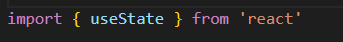 import { useState } from 'react'